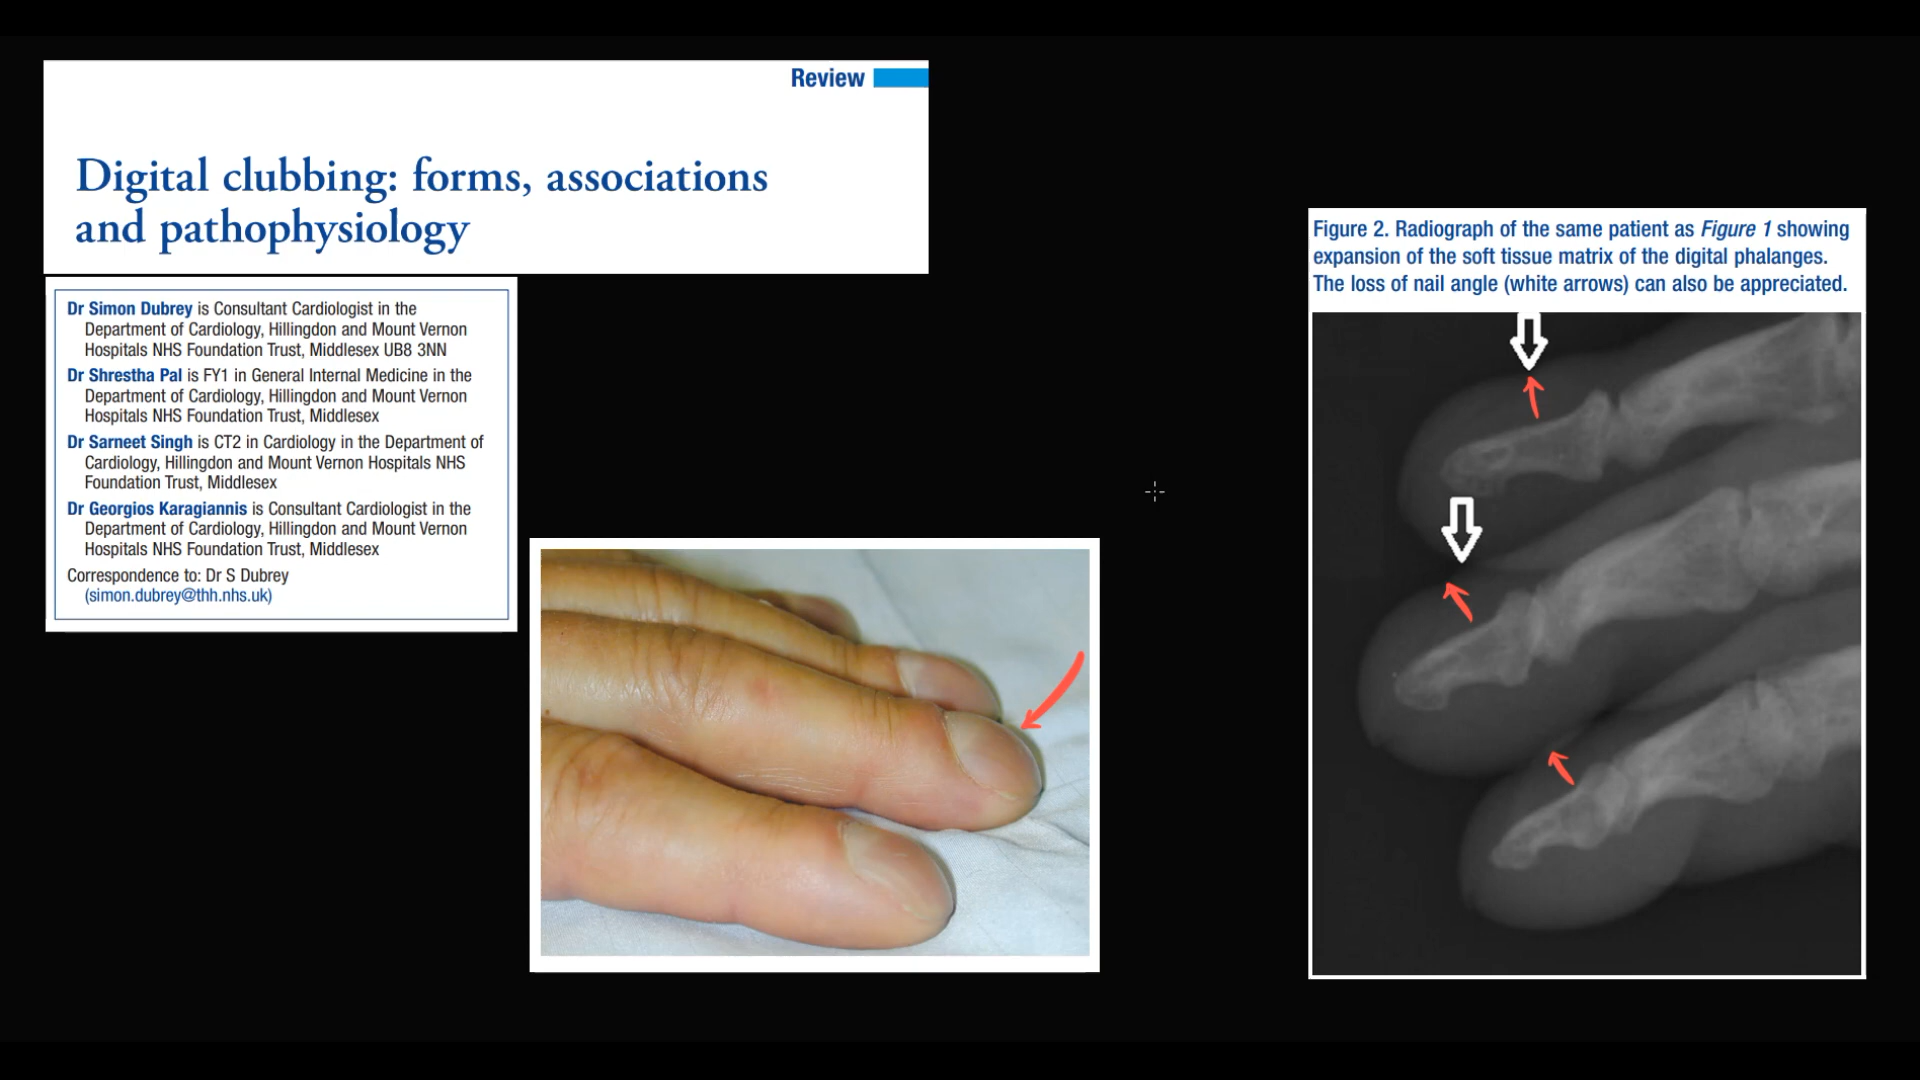 Review
Digital clubbing: forms, associations
and pathophysiology
Dr Simon Dubrey is Consultant Cardiologist in the
Department of Cardiology, Hillingdon and Mount Vernon
Hospitals NHS Foundation Trust, Middlesex UB8 3NN
Dr Shrestha Pal is FY1 in General Internal Medicine in the
Department of Cardiology, Hillingdon and Mount Vernon
Hospitals NHS Foundation Trust, Middlesex
Dr Sarneet Singh is CT2 in Cardiology in the Department of
Cardiology, Hillingdon and Mount Vernon Hospitals NHS
Foundation Trust, Middlesex
Dr Georgios Karagiannis is Consultant Cardiologist in the
Department of Cardiology, Hillingdon and Mount Vernon
Hospitals NHS Foundation Trust, Middlesex
Correspondence to: Dr S Dubrey
(simon.dubrey@thh.nhs.uk)
Figure 2. Radiograph of the same patient as Figure 1 showing
expansion of the soft tissue matrix of the digital phalanges.
The loss of nail angle (white arrows) can also be appreciated.